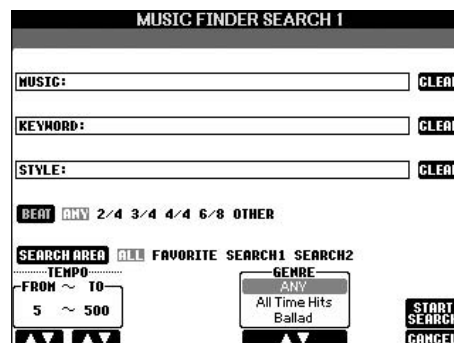 MUSIC FINDER SEARCH 1
MUSIC: CLEAR
KEYWORD: CLEAR
STYLE: CLEAR
BEAT ANY 2/4 3/4 4/4 6/8 OTHER
SEARCH AREA ALL FAVORITE SEARCH1 SEARCH2
TEMPO GENRE
FROM ~ TO ANY
5 ~ 500 All Time Hits
Ballad
START
SEARCH
CANCEL